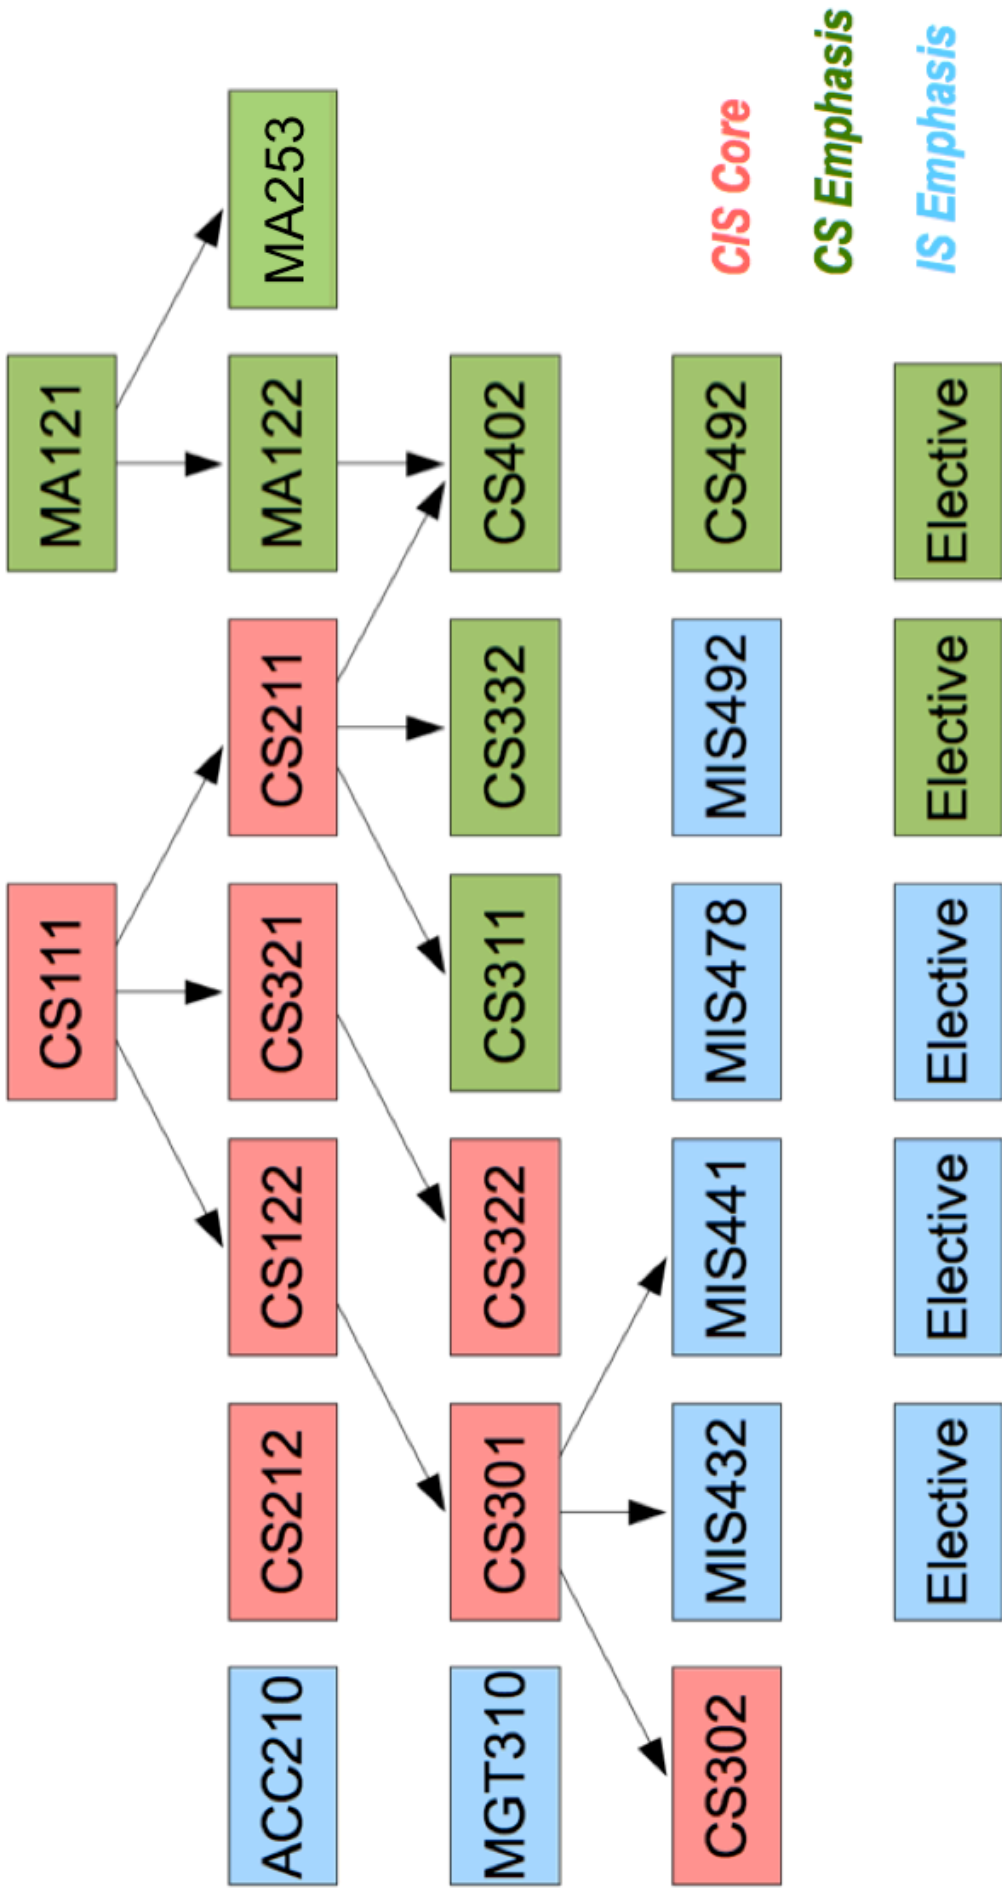 CS111 MA121
ACC210 CS212 CS122 CS321 CS211 MA122 MA253
MGT310 CS301 CS322 CS311 CS332 CS402
CS302 MIS432 MIS441 MIS478 MIS492 CS492
Elective Elective Elective Elective Elective
CIS Core
CS Emphasis
IS Emphasis